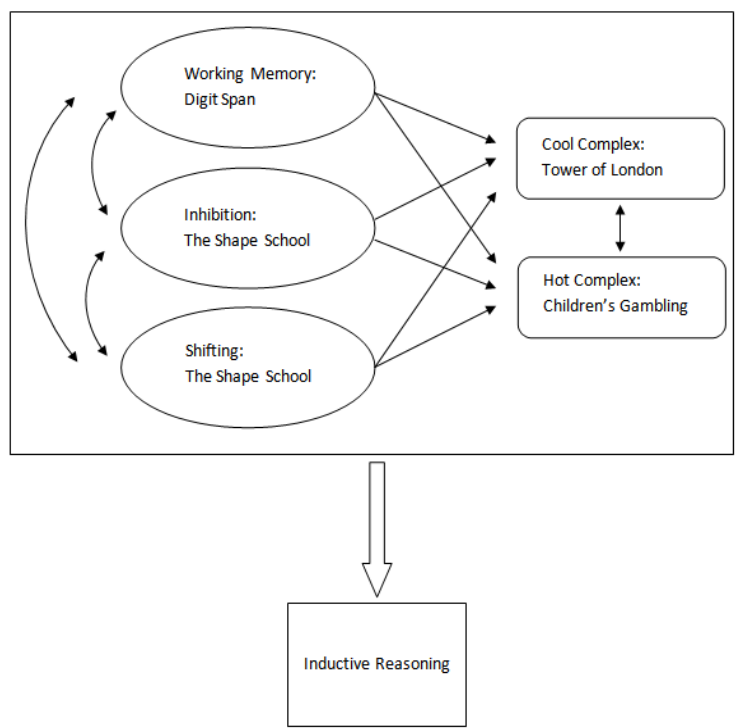 Working Memory:
Digit Span
Inhibition:
The Shape School
Shifting:
The Shape School
Cool Complex:
Tower of London
Hot Complex:
Children’s Gambling
Inductive Reasoning